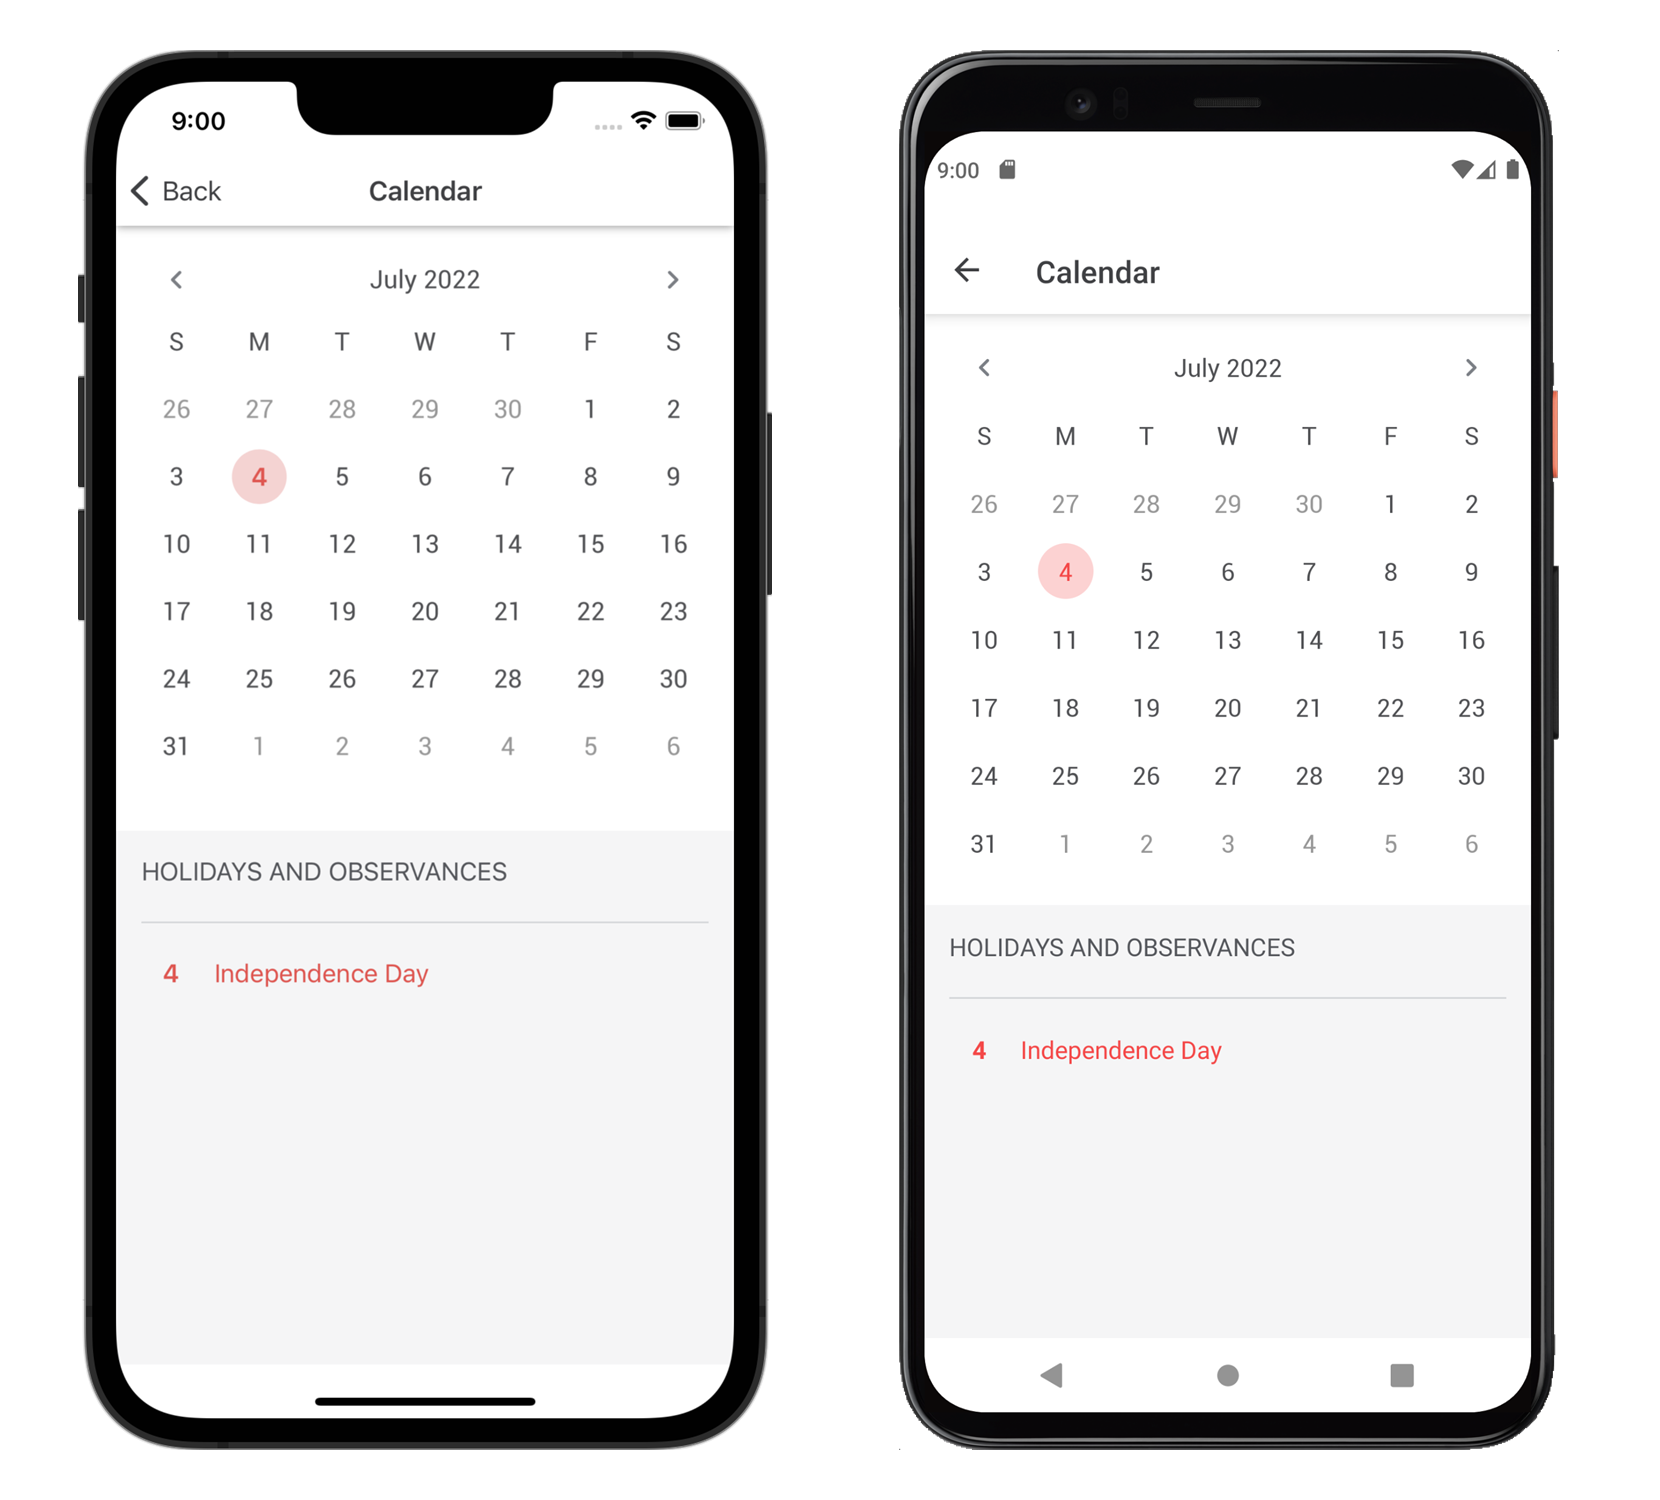 9:00
Back Calendar
July 2022
S M T W T F S
26 27 28 29 30 1 2
3 4 5 6 7 8 9
10 11 12 13 14 15 16
17 18 19 20 21 22 23
24 25 26 27 28 29 30
31 1 2 3 4 5 6
HOLIDAYS AND OBSERVANCES
4 Independence Day
9:00
Calendar
July 2022
S M T W T F S
26 27 28 29 30 1 2
3 4 5 6 7 8 9
10 11 12 13 14 15 16
17 18 19 20 21 22 23
24 25 26 27 28 29 30
31 1 2 3 4 5 6
HOLIDAYS AND OBSERVANCES
4 Independence Day